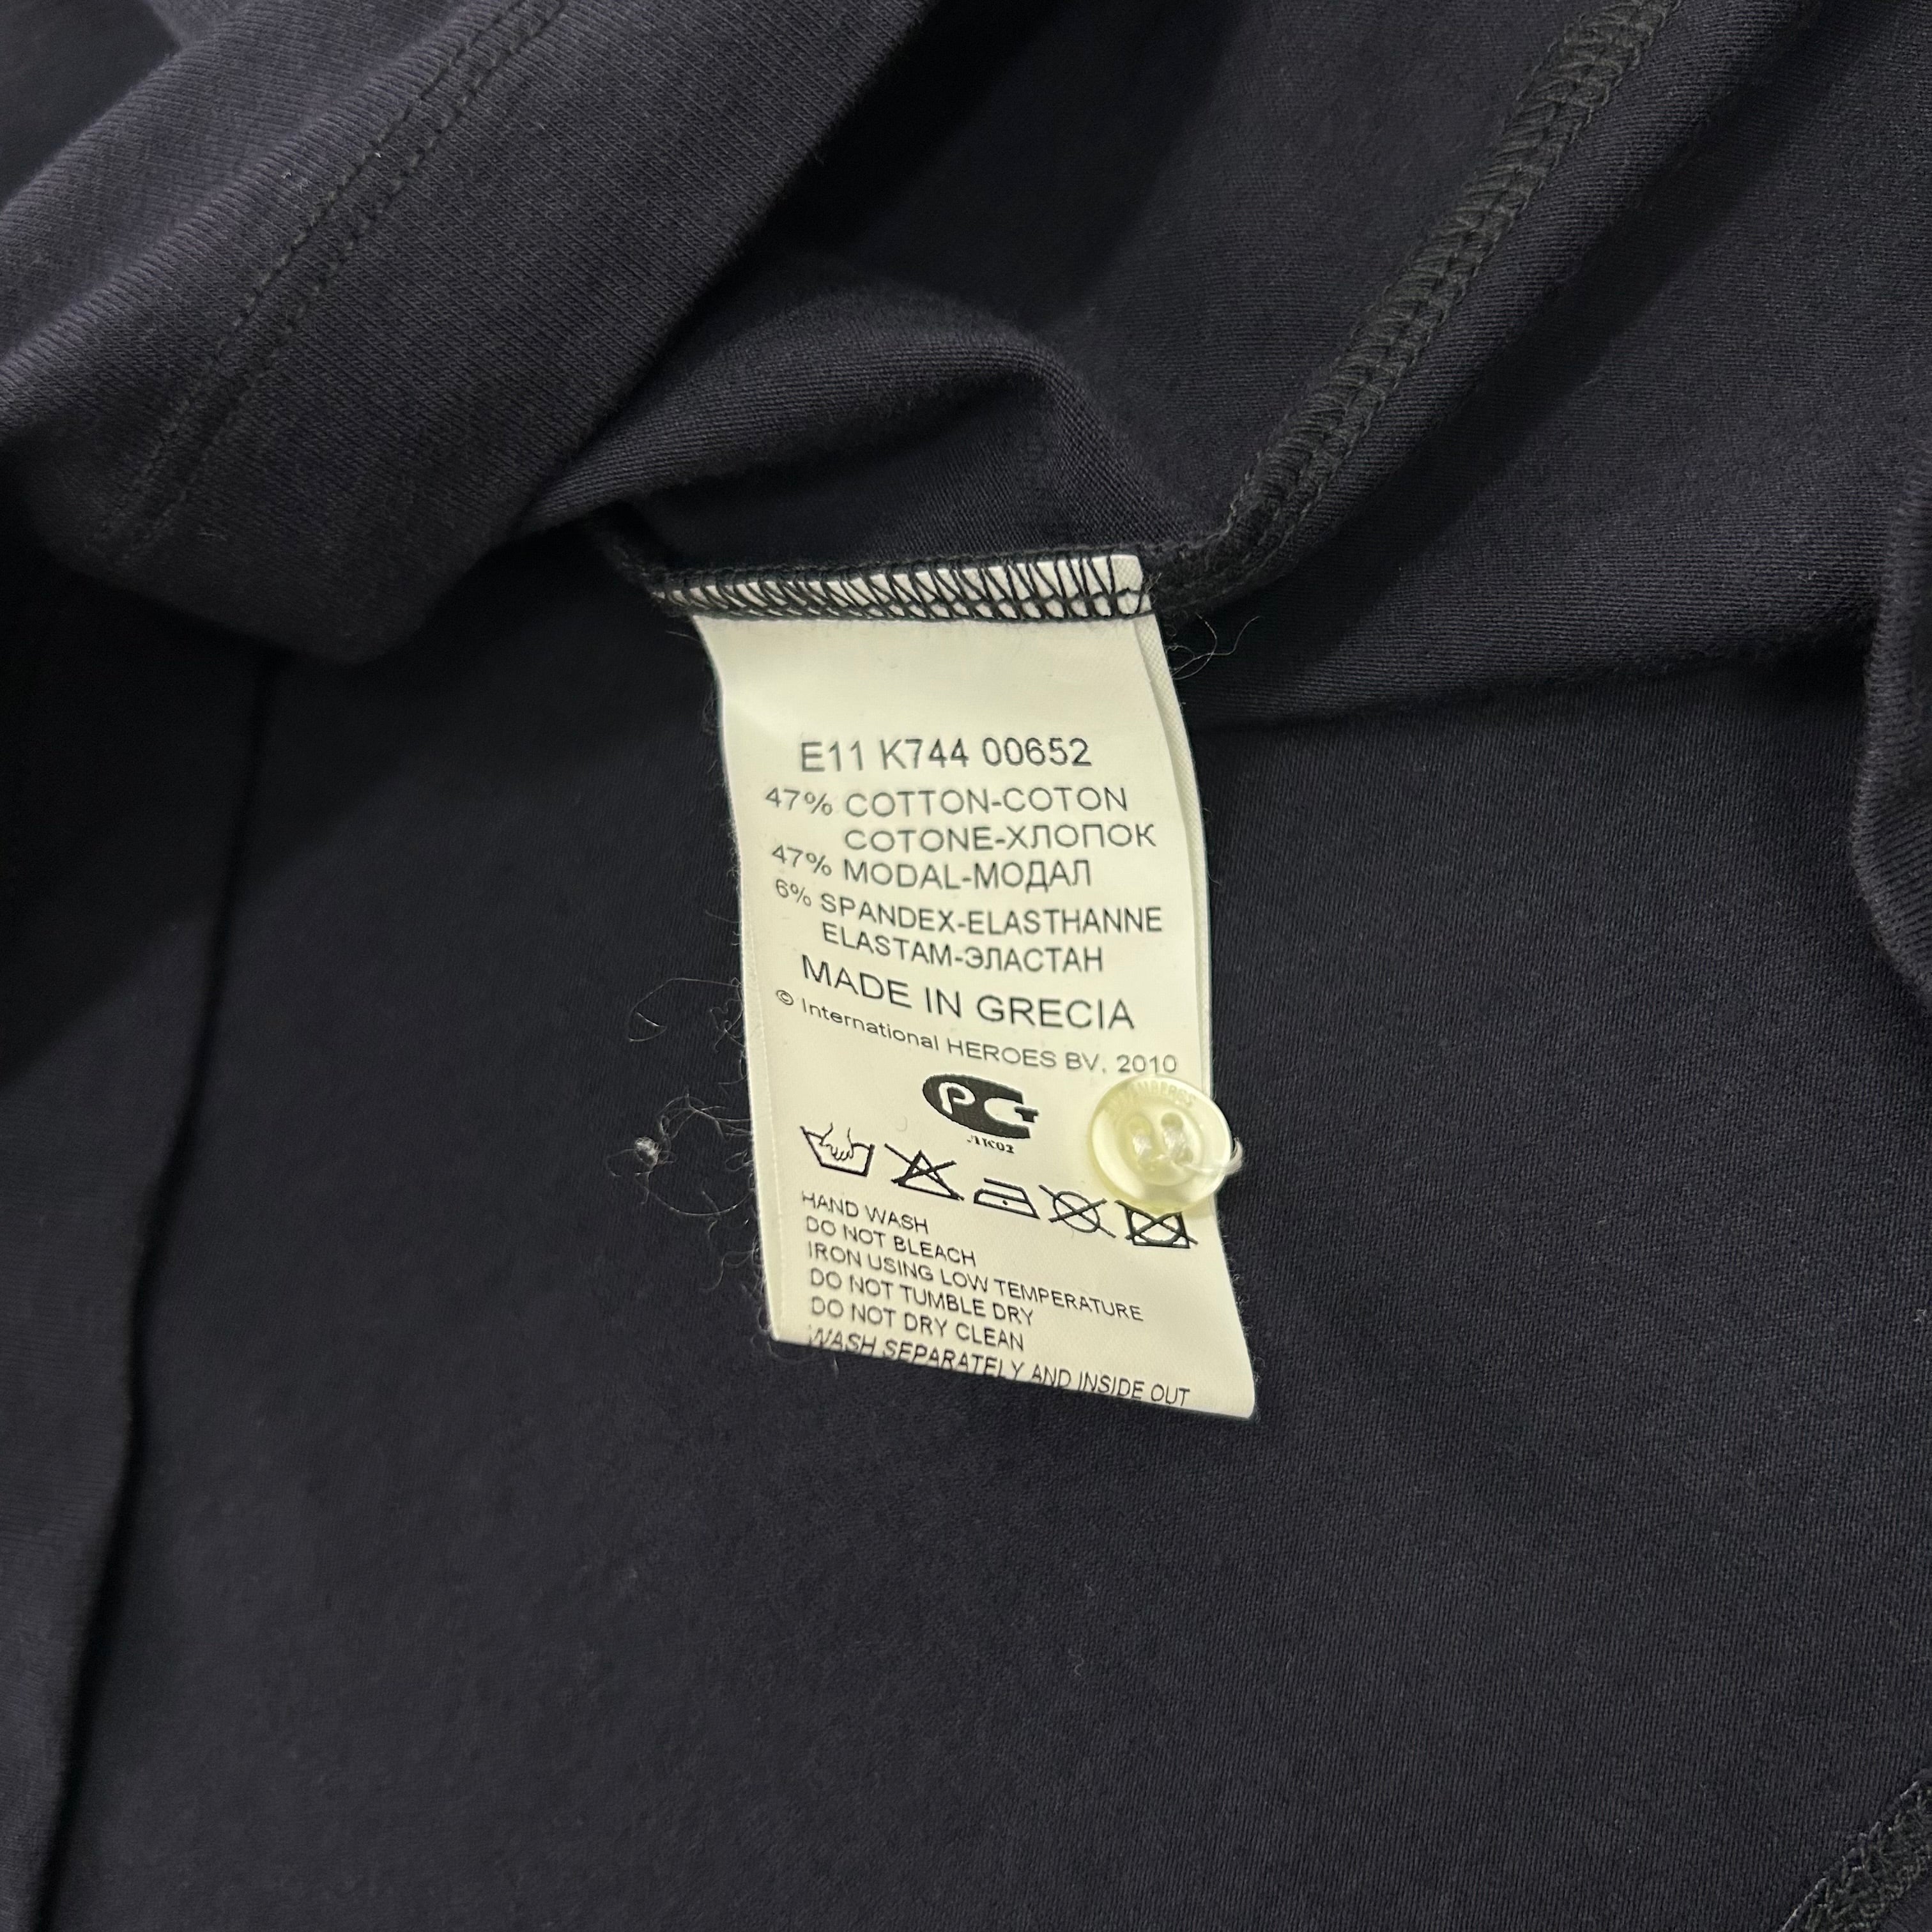 E11 K744 00652
47% COTTON-COTON
COTONE-ХЛОПОК
47% MODAL-МОДАЛ
6% SPANDEX-ELASTHANNE
ELASTAM-ЭЛАСТАН
MADE IN GRECIA
© International HEROES BV, 2010
РСТ
ЛК02
HAND WASH
DO NOT BLEACH
IRON USING LOW TEMPERATURE
DO NOT TUMBLE DRY
DO NOT DRY CLEAN
WASH SEPARATELY AND INSIDE OUT